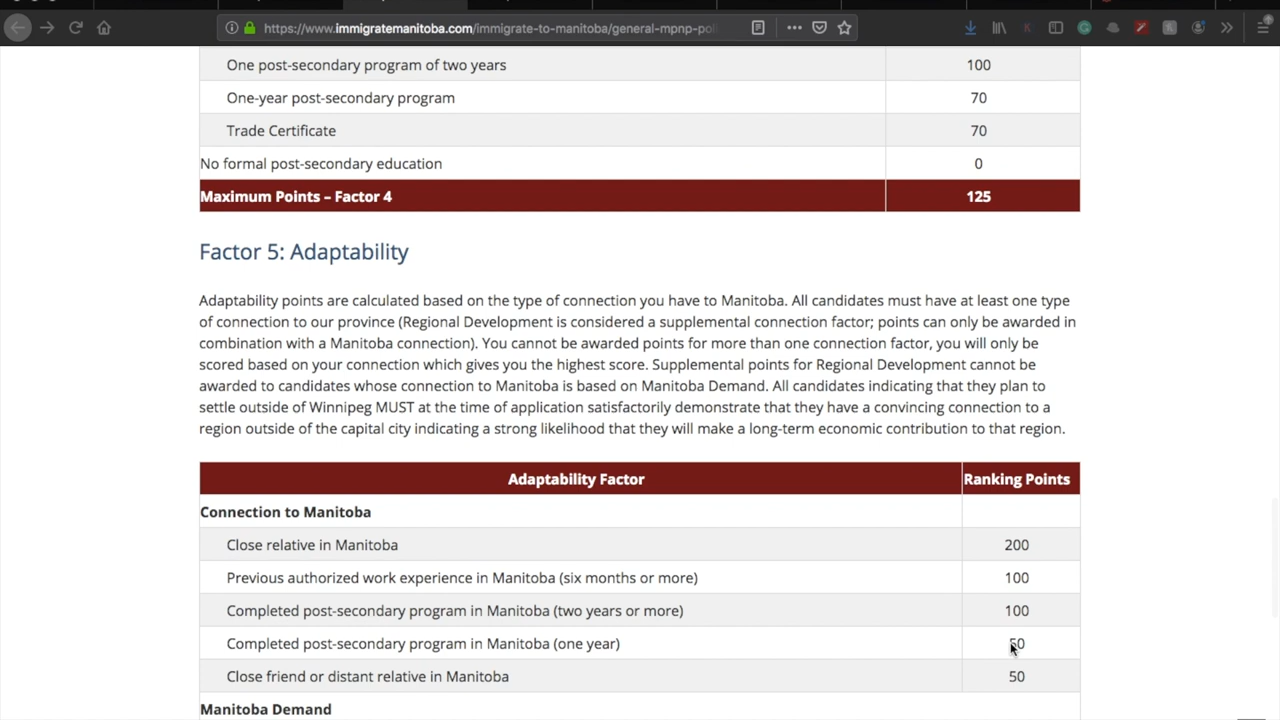 https://www.immigratemanitoba.com/immigrate-to-manitoba/general-mpnp-pol
One post-secondary program of two years 100
One-year post-secondary program 70
Trade Certificate 70
No formal post-secondary education 0
Maximum Points – Factor 4 125
Factor 5: Adaptability
Adaptability points are calculated based on the type of connection you have to Manitoba. All candidates must have at least one type
of connection to our province (Regional Development is considered a supplemental connection factor; points can only be awarded in
combination with a Manitoba connection). You cannot be awarded points for more than one connection factor, you will only be
scored based on your connection which gives you the highest score. Supplemental points for Regional Development cannot be
awarded to candidates whose connection to Manitoba is based on Manitoba Demand. All candidates indicating that they plan to
settle outside of Winnipeg MUST at the time of application satisfactorily demonstrate that they have a convincing connection to a
region outside of the capital city indicating a strong likelihood that they will make a long-term economic contribution to that region.
Adaptability Factor Ranking Points
Connection to Manitoba
Close relative in Manitoba 200
Previous authorized work experience in Manitoba (six months or more) 100
Completed post-secondary program in Manitoba (two years or more) 100
Completed post-secondary program in Manitoba (one year) 50
Close friend or distant relative in Manitoba 50
Manitoba Demand